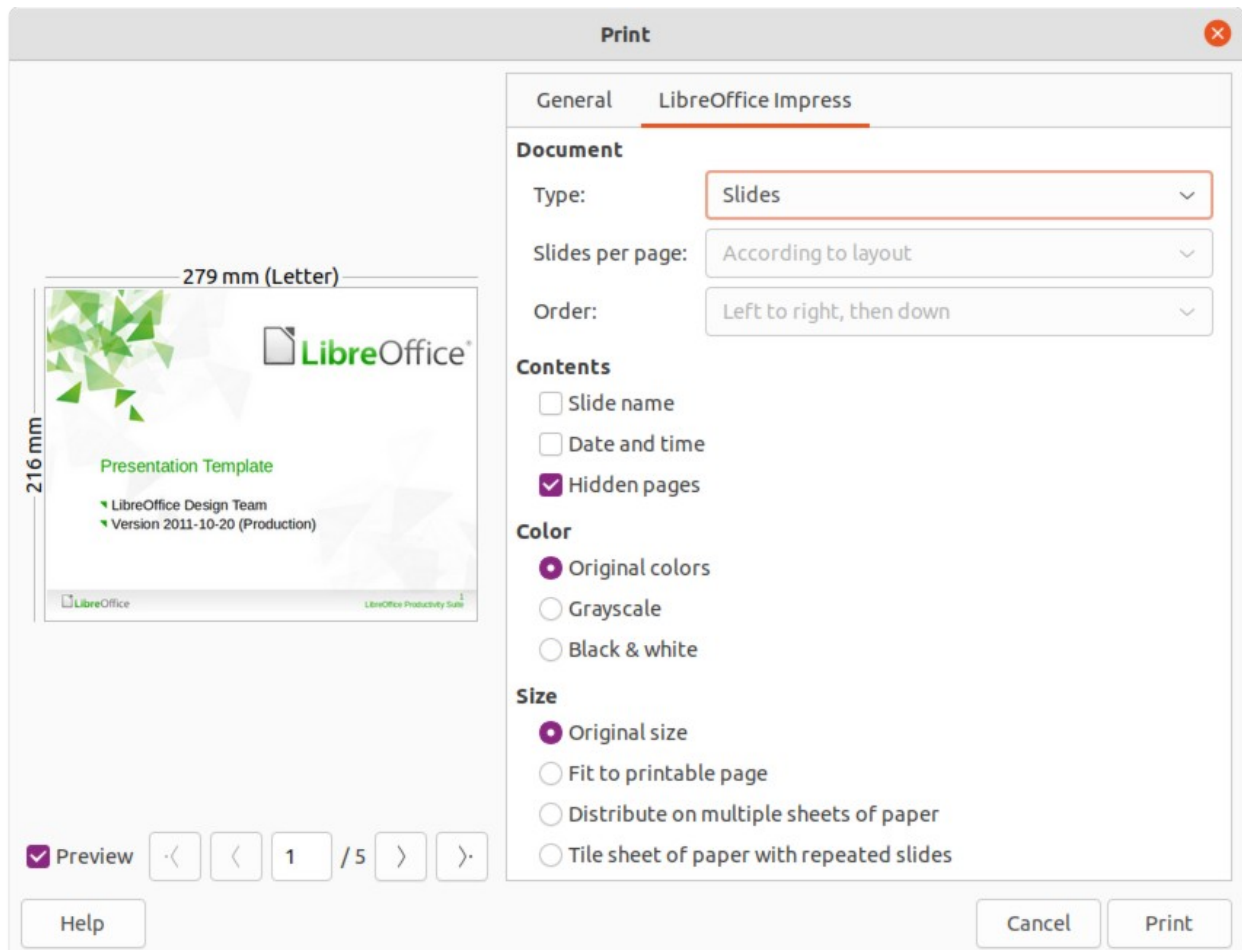 Print
General LibreOffice Impress
Document
Type: Slides
Slides per page: According to layout
Order: Left to right, then down
Contents
Slide name
Date and time
Hidden pages
Color
Original colors
Grayscale
Black & white
Size
Original size
Fit to printable page
Distribute on multiple sheets of paper
Tile sheet of paper with repeated slides
279 mm (Letter)
216 mm
LibreOffice®
Presentation Template
LibreOffice Design Team
Version 2011-10-20 (Production)
1
LibreOffice LibreOffice Productivity Suite
Preview 1 / 5
Help Cancel Print